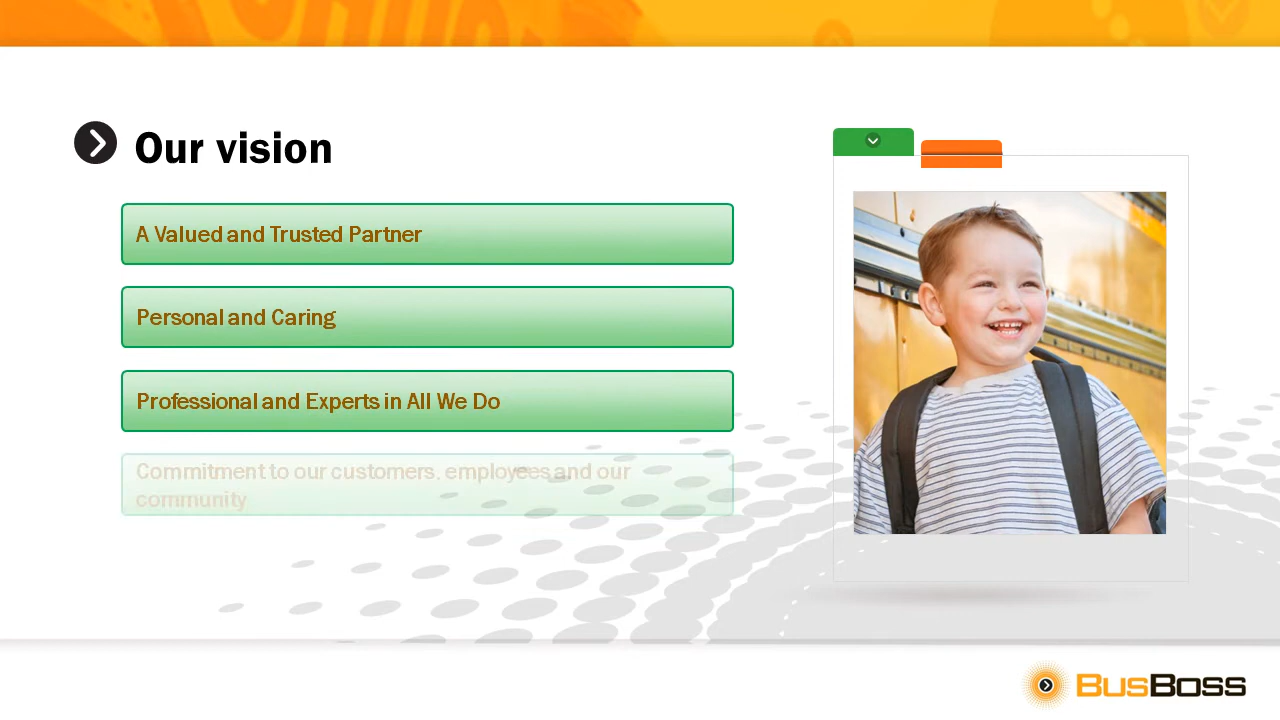 Our vision
A Valued and Trusted Partner
Personal and Caring
Professional and Experts in All We Do
Commitment to our customers, employees and our
community
BusBoss